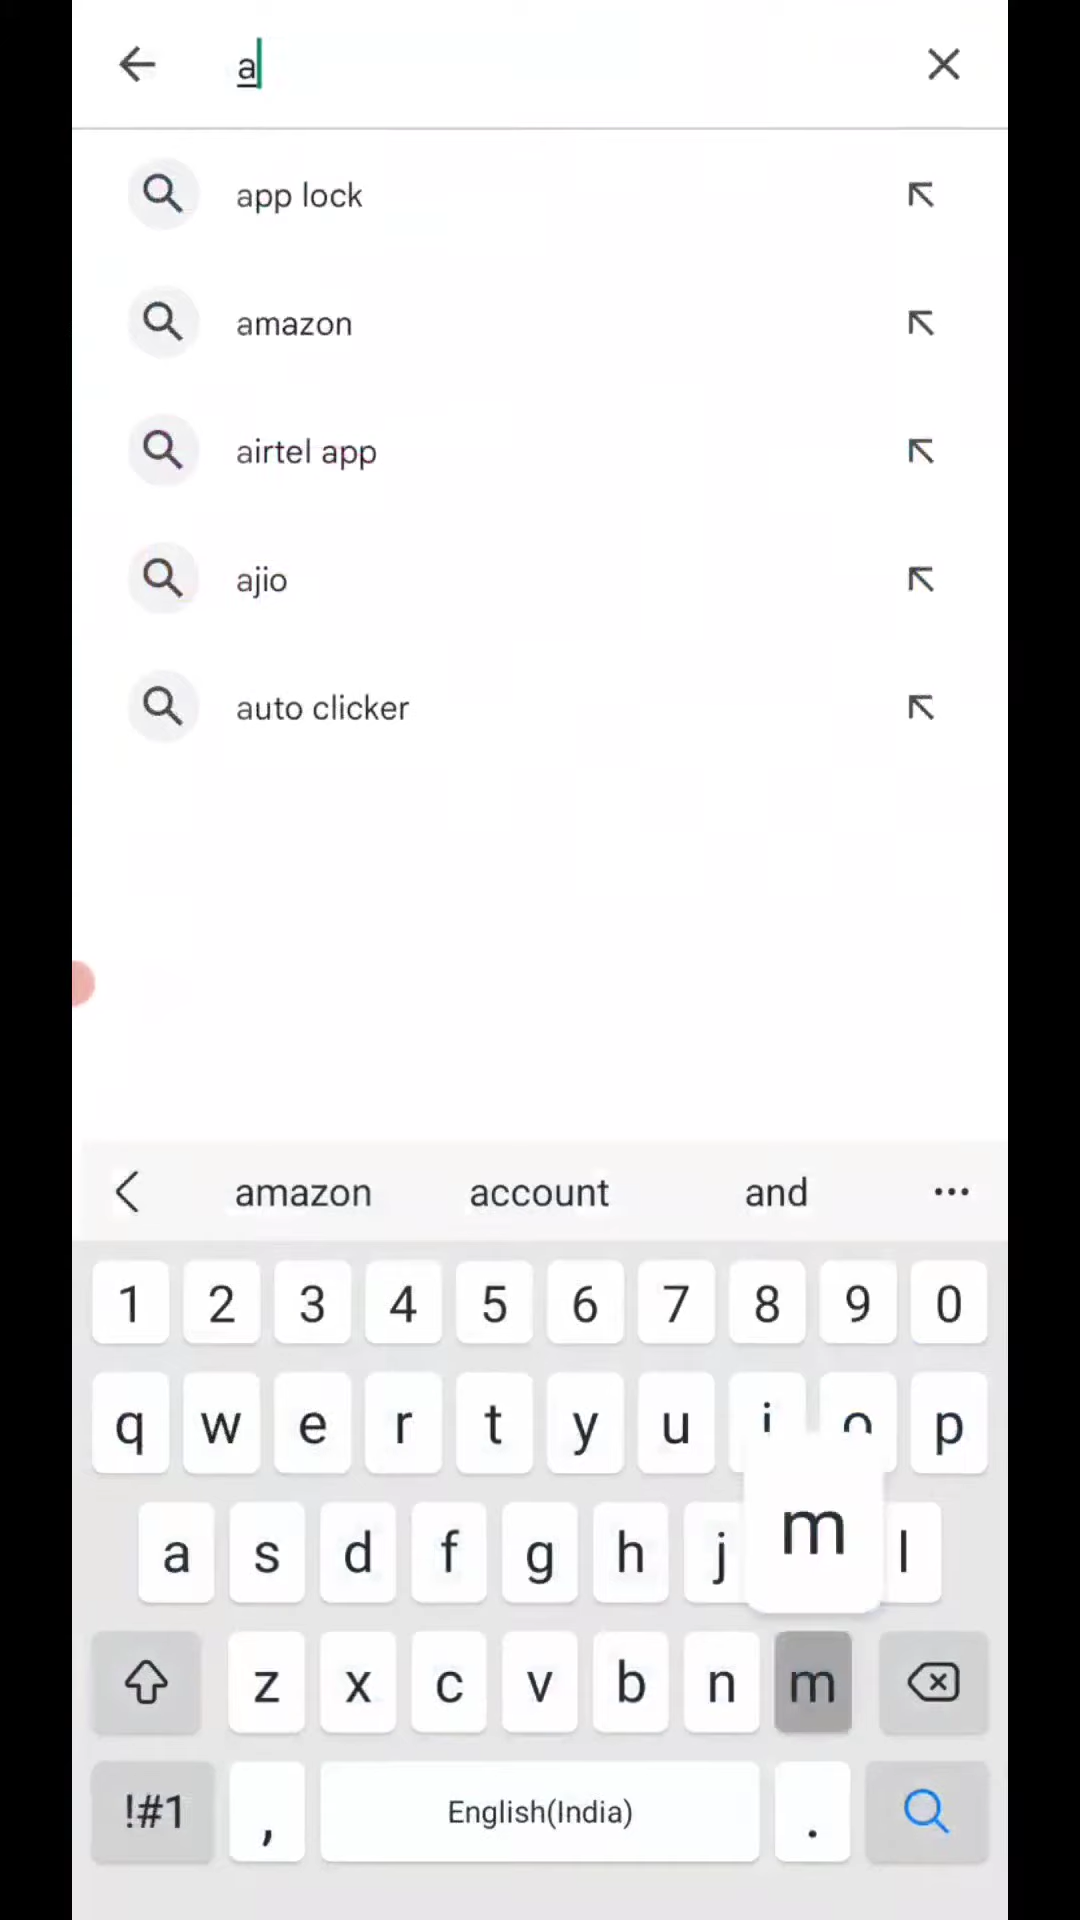 a
app lock
amazon
airtel app
ajio
auto clicker
amazon account and
1 2 3 4 5 6 7 8 9 0
q w e r t y u i o p
a s d f g h j m l
z x c v b n m
!#1 , English(India) .